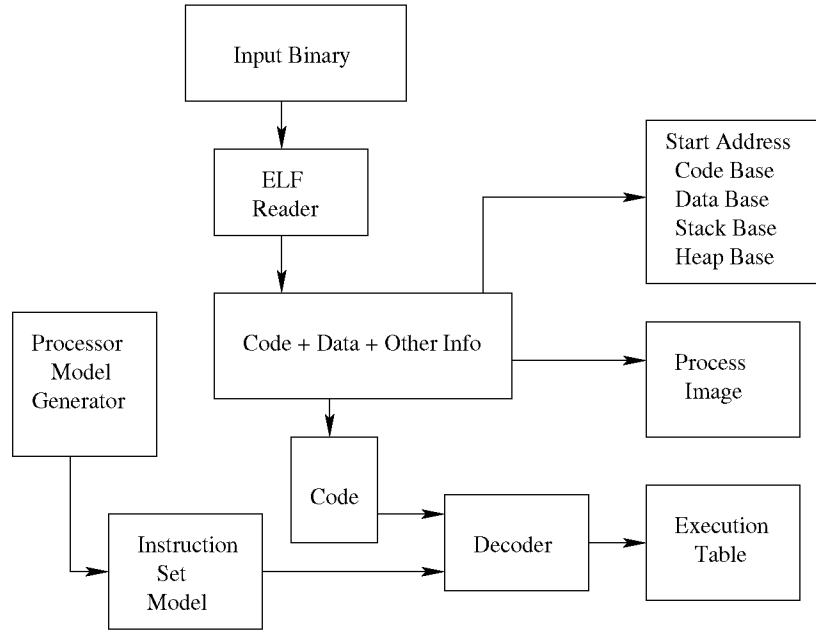 Input Binary
ELF
Reader
Start Address
Code Base
Data Base
Stack Base
Heap Base
Code + Data + Other Info
Processor
Model
Generator
Process
Image
Code
Instruction
Set
Model
Decoder
Execution
Table